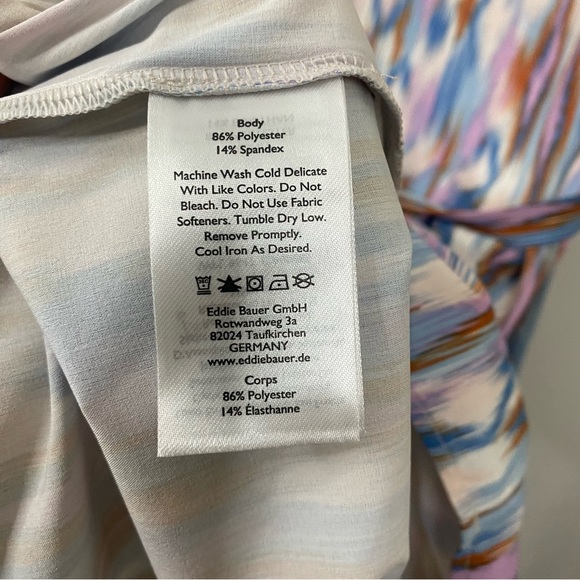 Body
86% Polyester
14% Spandex
Machine Wash Cold Delicate
With Like Colors. Do Not
Bleach. Do Not Use Fabric
Softeners. Tumble Dry Low.
Remove Promptly.
Cool Iron As Desired.
Eddie Bauer GmbH
Rotwandweg 3a
82024 Taufkirchen
GERMANY
www.eddiebauer.de
Corps
86% Polyester
14% Élasthanne